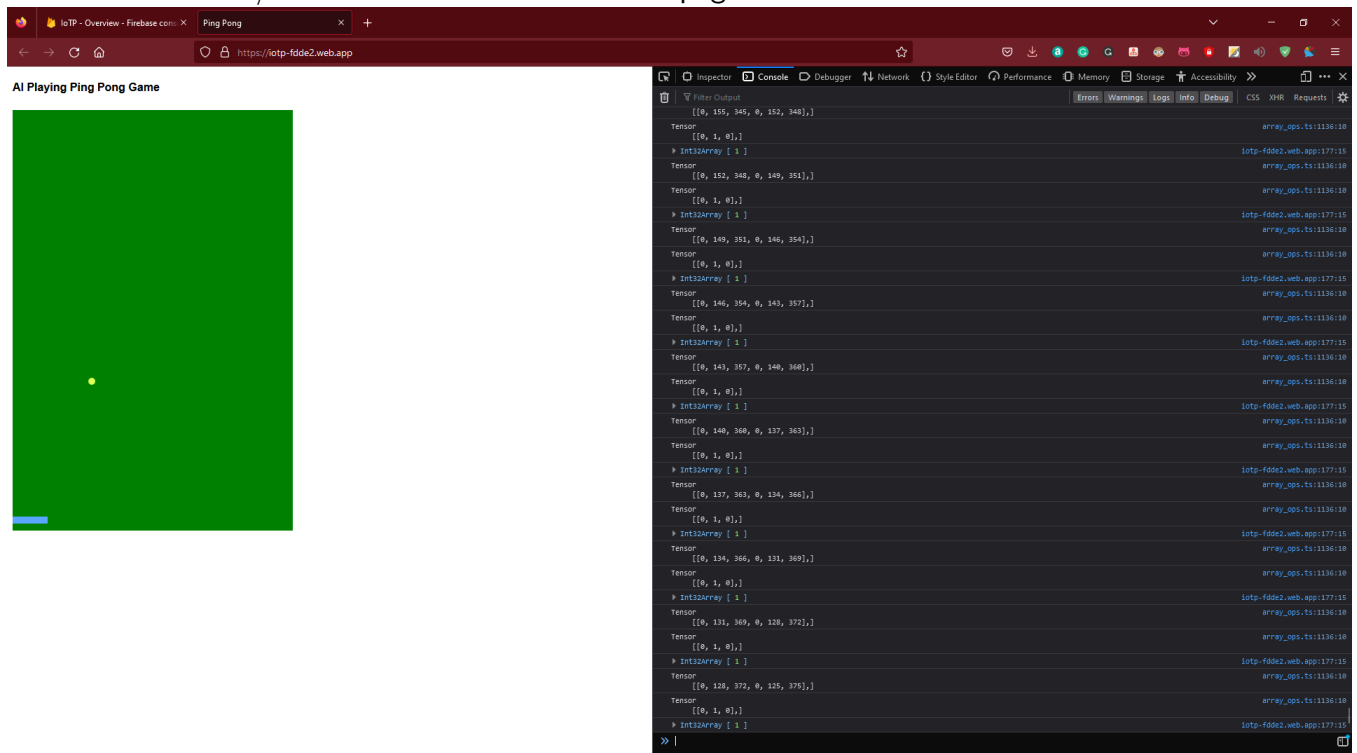 IoTP - Overview - Firebase cons
Ping Pong
https://iotp-fdde2.web.app
AI Playing Ping Pong Game
Inspector Console Debugger Network Style Editor Performance Memory Storage Accessibility
Filter Output
Errors Warnings Logs Info Debug CSS XHR Requests
[[0, 155, 345, 0, 152, 348],]
Tensor array_ops.ts:1136:10
[[0, 1, 0],]
Int32Array [ 1 ] iotp-fdde2.web.app:177:15
Tensor array_ops.ts:1136:10
[[0, 152, 348, 0, 149, 351],]
Tensor array_ops.ts:1136:10
[[0, 1, 0],]
Int32Array [ 1 ] iotp-fdde2.web.app:177:15
Tensor array_ops.ts:1136:10
[[0, 149, 351, 0, 146, 354],]
Tensor array_ops.ts:1136:10
[[0, 1, 0],]
Int32Array [ 1 ] iotp-fdde2.web.app:177:15
Tensor array_ops.ts:1136:10
[[0, 146, 354, 0, 143, 357],]
Tensor array_ops.ts:1136:10
[[0, 1, 0],]
Int32Array [ 1 ] iotp-fdde2.web.app:177:15
Tensor array_ops.ts:1136:10
[[0, 143, 357, 0, 140, 360],]
Tensor array_ops.ts:1136:10
[[0, 1, 0],]
Int32Array [ 1 ] iotp-fdde2.web.app:177:15
Tensor array_ops.ts:1136:10
[[0, 140, 360, 0, 137, 363],]
Tensor array_ops.ts:1136:10
[[0, 1, 0],]
Int32Array [ 1 ] iotp-fdde2.web.app:177:15
Tensor array_ops.ts:1136:10
[[0, 137, 363, 0, 134, 366],]
Tensor array_ops.ts:1136:10
[[0, 1, 0],]
Int32Array [ 1 ] iotp-fdde2.web.app:177:15
Tensor array_ops.ts:1136:10
[[0, 134, 366, 0, 131, 369],]
Tensor array_ops.ts:1136:10
[[0, 1, 0],]
Int32Array [ 1 ] iotp-fdde2.web.app:177:15
Tensor array_ops.ts:1136:10
[[0, 131, 369, 0, 128, 372],]
Tensor array_ops.ts:1136:10
[[0, 1, 0],]
Int32Array [ 1 ] iotp-fdde2.web.app:177:15
Tensor array_ops.ts:1136:10
[[0, 128, 372, 0, 125, 375],]
Tensor array_ops.ts:1136:10
[[0, 1, 0],]
Int32Array [ 1 ] iotp-fdde2.web.app:177:15